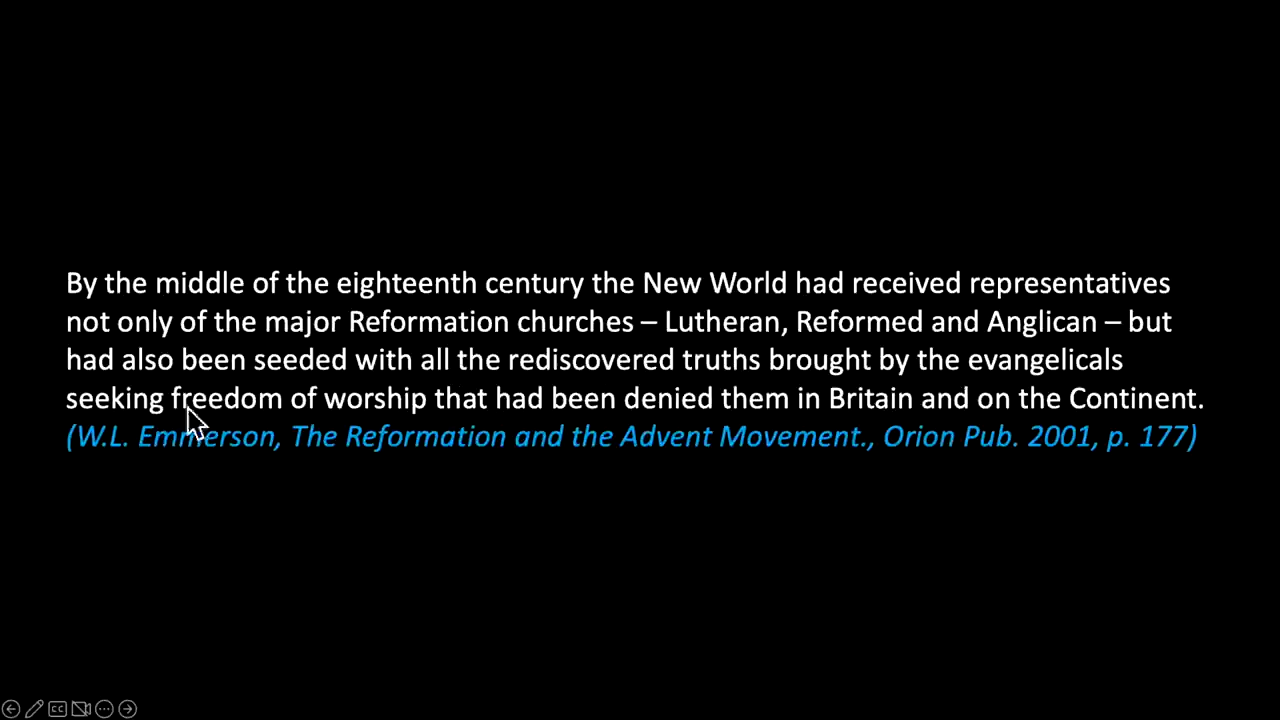 By the middle of the eighteenth century the New World had received representatives
not only of the major Reformation churches – Lutheran, Reformed and Anglican – but
had also been seeded with all the rediscovered truths brought by the evangelicals
seeking freedom of worship that had been denied them in Britain and on the Continent.
(W.L. Emmerson, The Reformation and the Advent Movement., Orion Pub. 2001, p. 177)
CC